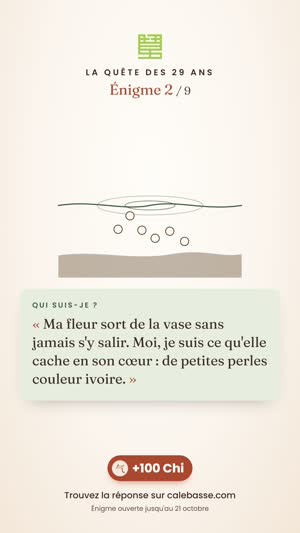 LA QUÊTE DES 29 ANS
Énigme 2 / 9
QUI SUIS-JE ?
« Ma fleur sort de la vase sans
jamais s'y salir. Moi, je suis ce qu'elle
cache en son cœur : de petites perles
couleur ivoire. »
+100 Chi
Trouvez la réponse sur calebasse.com
Énigme ouverte jusqu'au 21 octobre